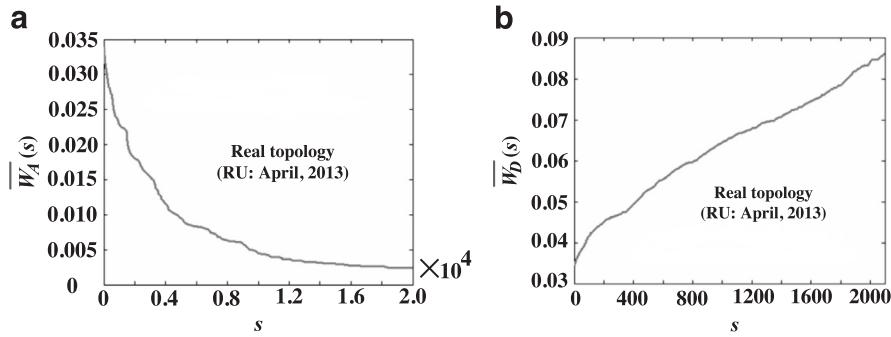 a
0.035
0.030
0.025
0.020
0.015
0.010
0.005
0
W_A(s)
Real topology
(RU: April, 2013)
0 0.4 0.8 1.2 1.6 2.0
×10^4
s
b
0.09
0.08
0.07
0.06
0.05
0.04
0.03
W_D(s)
Real topology
(RU: April, 2013)
0 400 800 1200 1600 2000
s